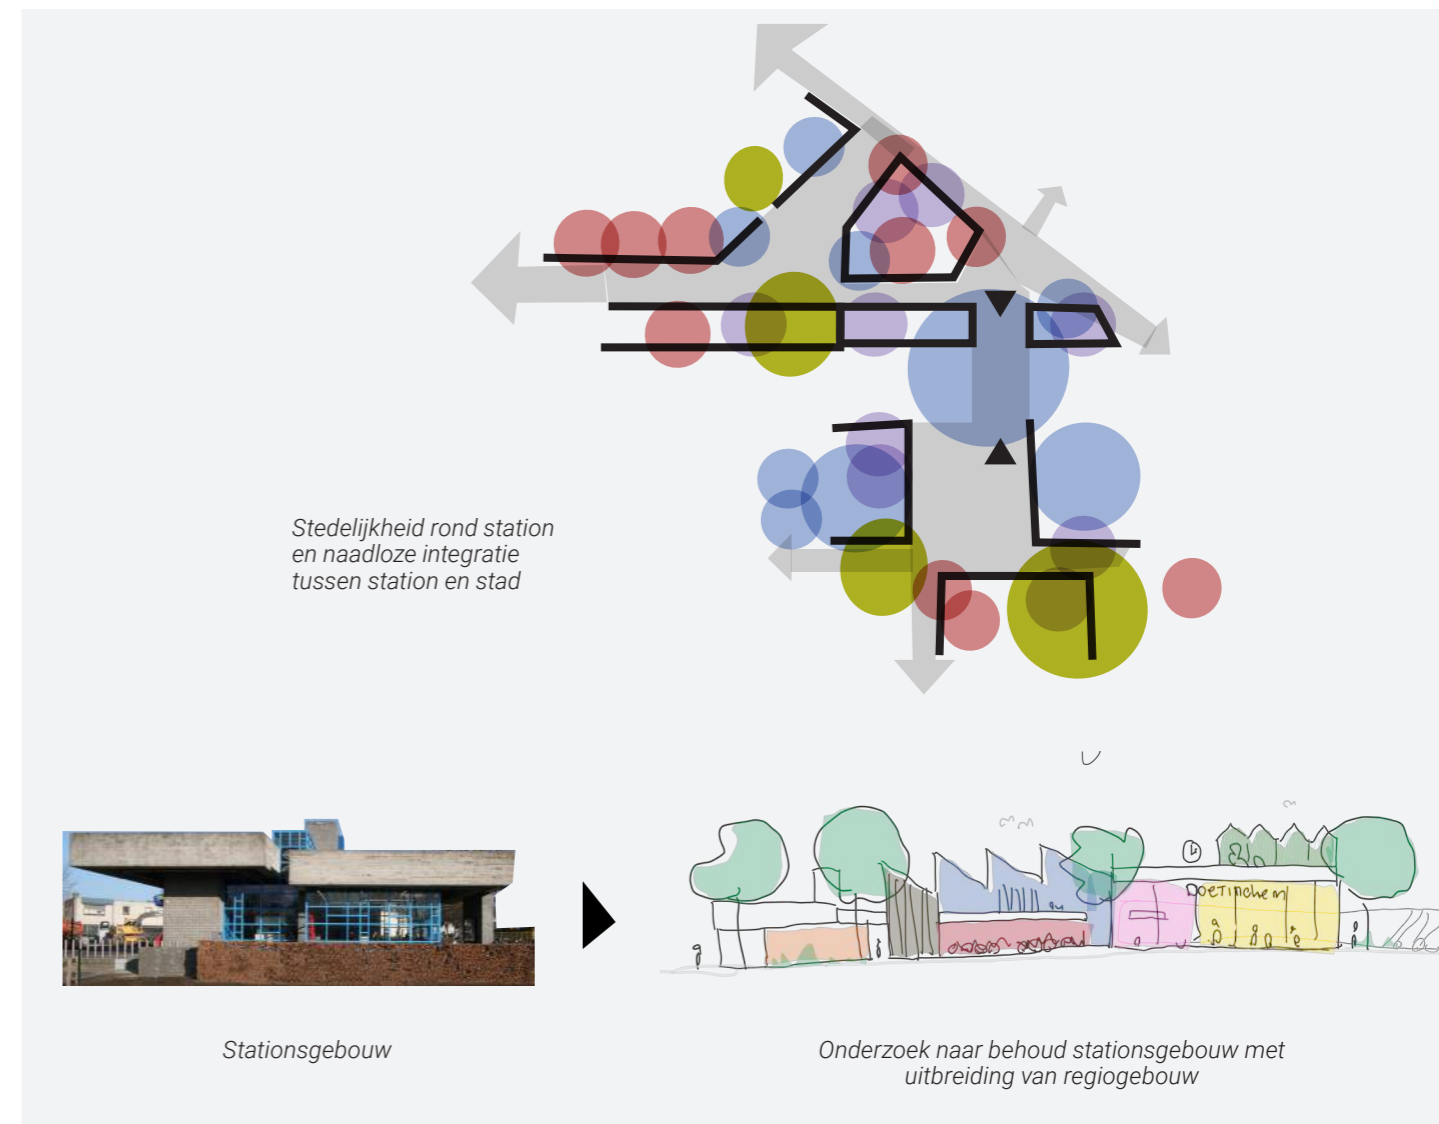 Stedelijkheid rond station
en naadloze integratie
tussen station en stad
Doetinchem
Stationsgebouw
Onderzoek naar behoud stationsgebouw met
uitbreiding van regiogebouw